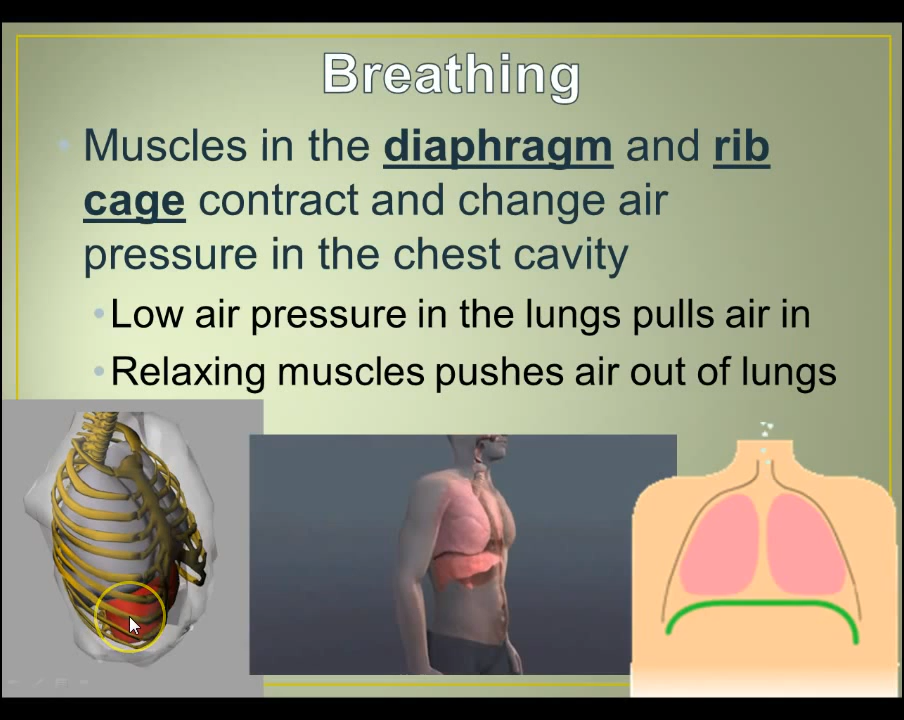 Breathing
• Muscles in the diaphragm and rib
cage contract and change air
pressure in the chest cavity
• Low air pressure in the lungs pulls air in
• Relaxing muscles pushes air out of lungs